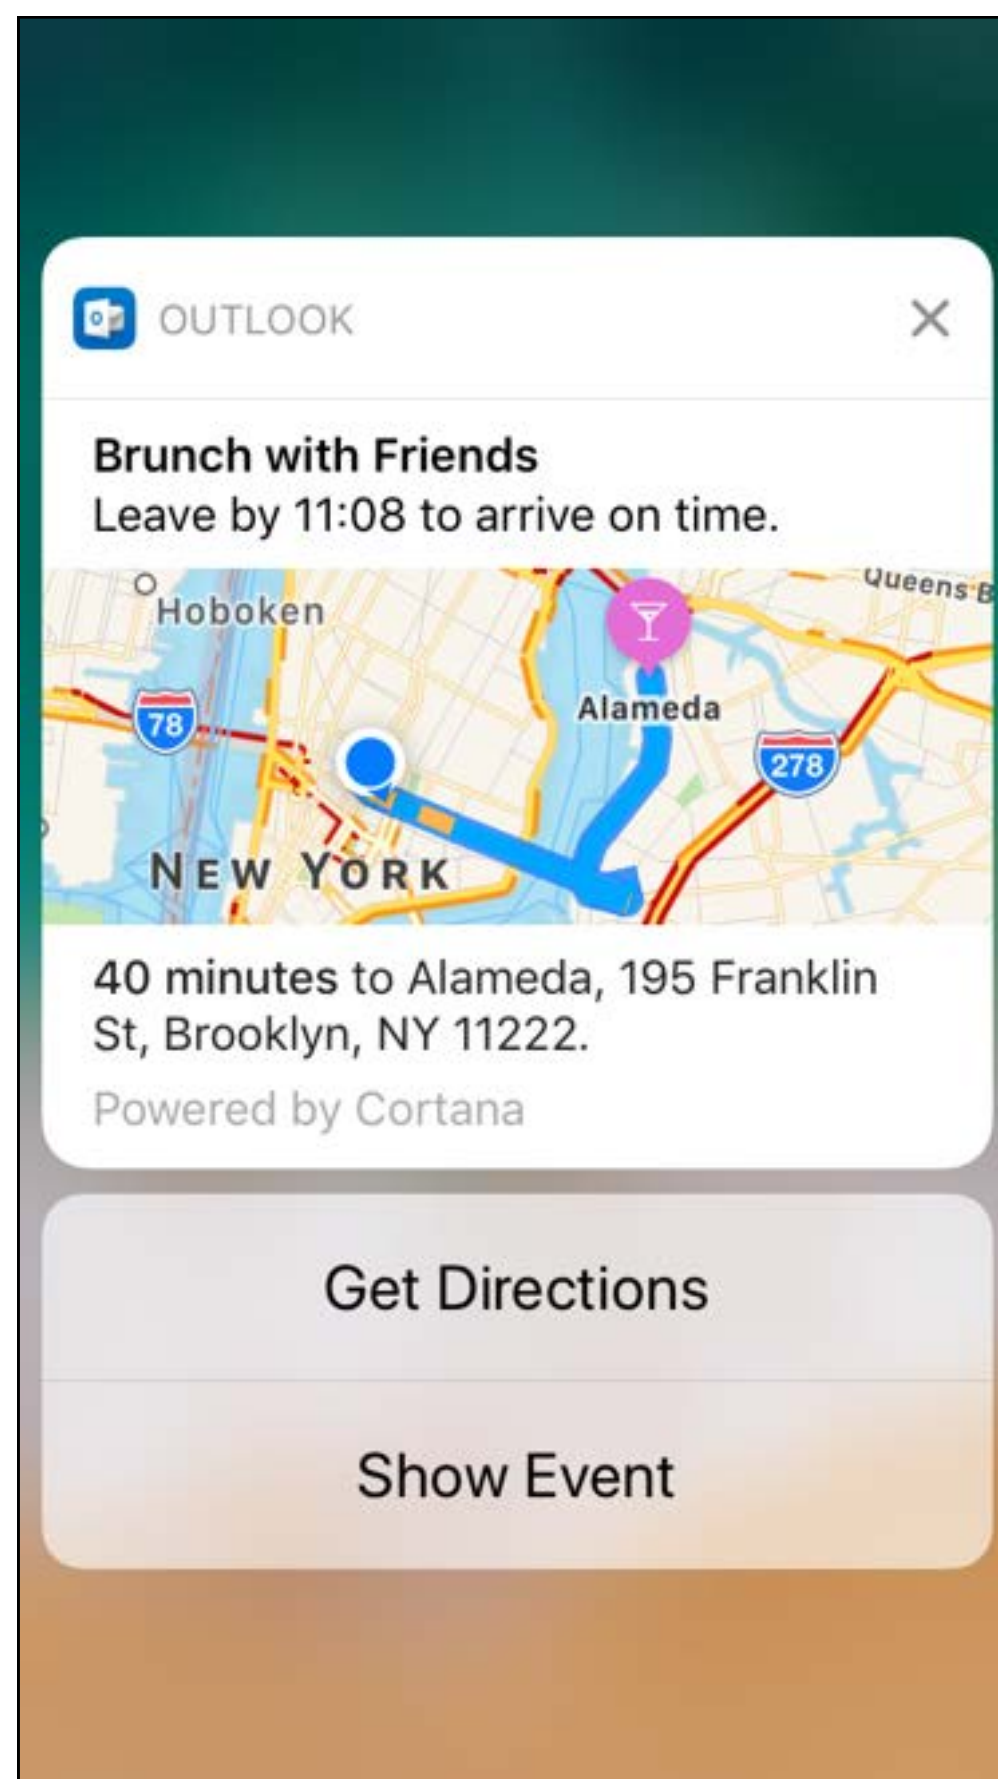 OUTLOOK
Brunch with Friends
Leave by 11:08 to arrive on time.
Queens B
Hoboken
Alameda
78
278
NEW YORK
40 minutes to Alameda, 195 Franklin
St, Brooklyn, NY 11222.
Powered by Cortana
Get Directions
Show Event